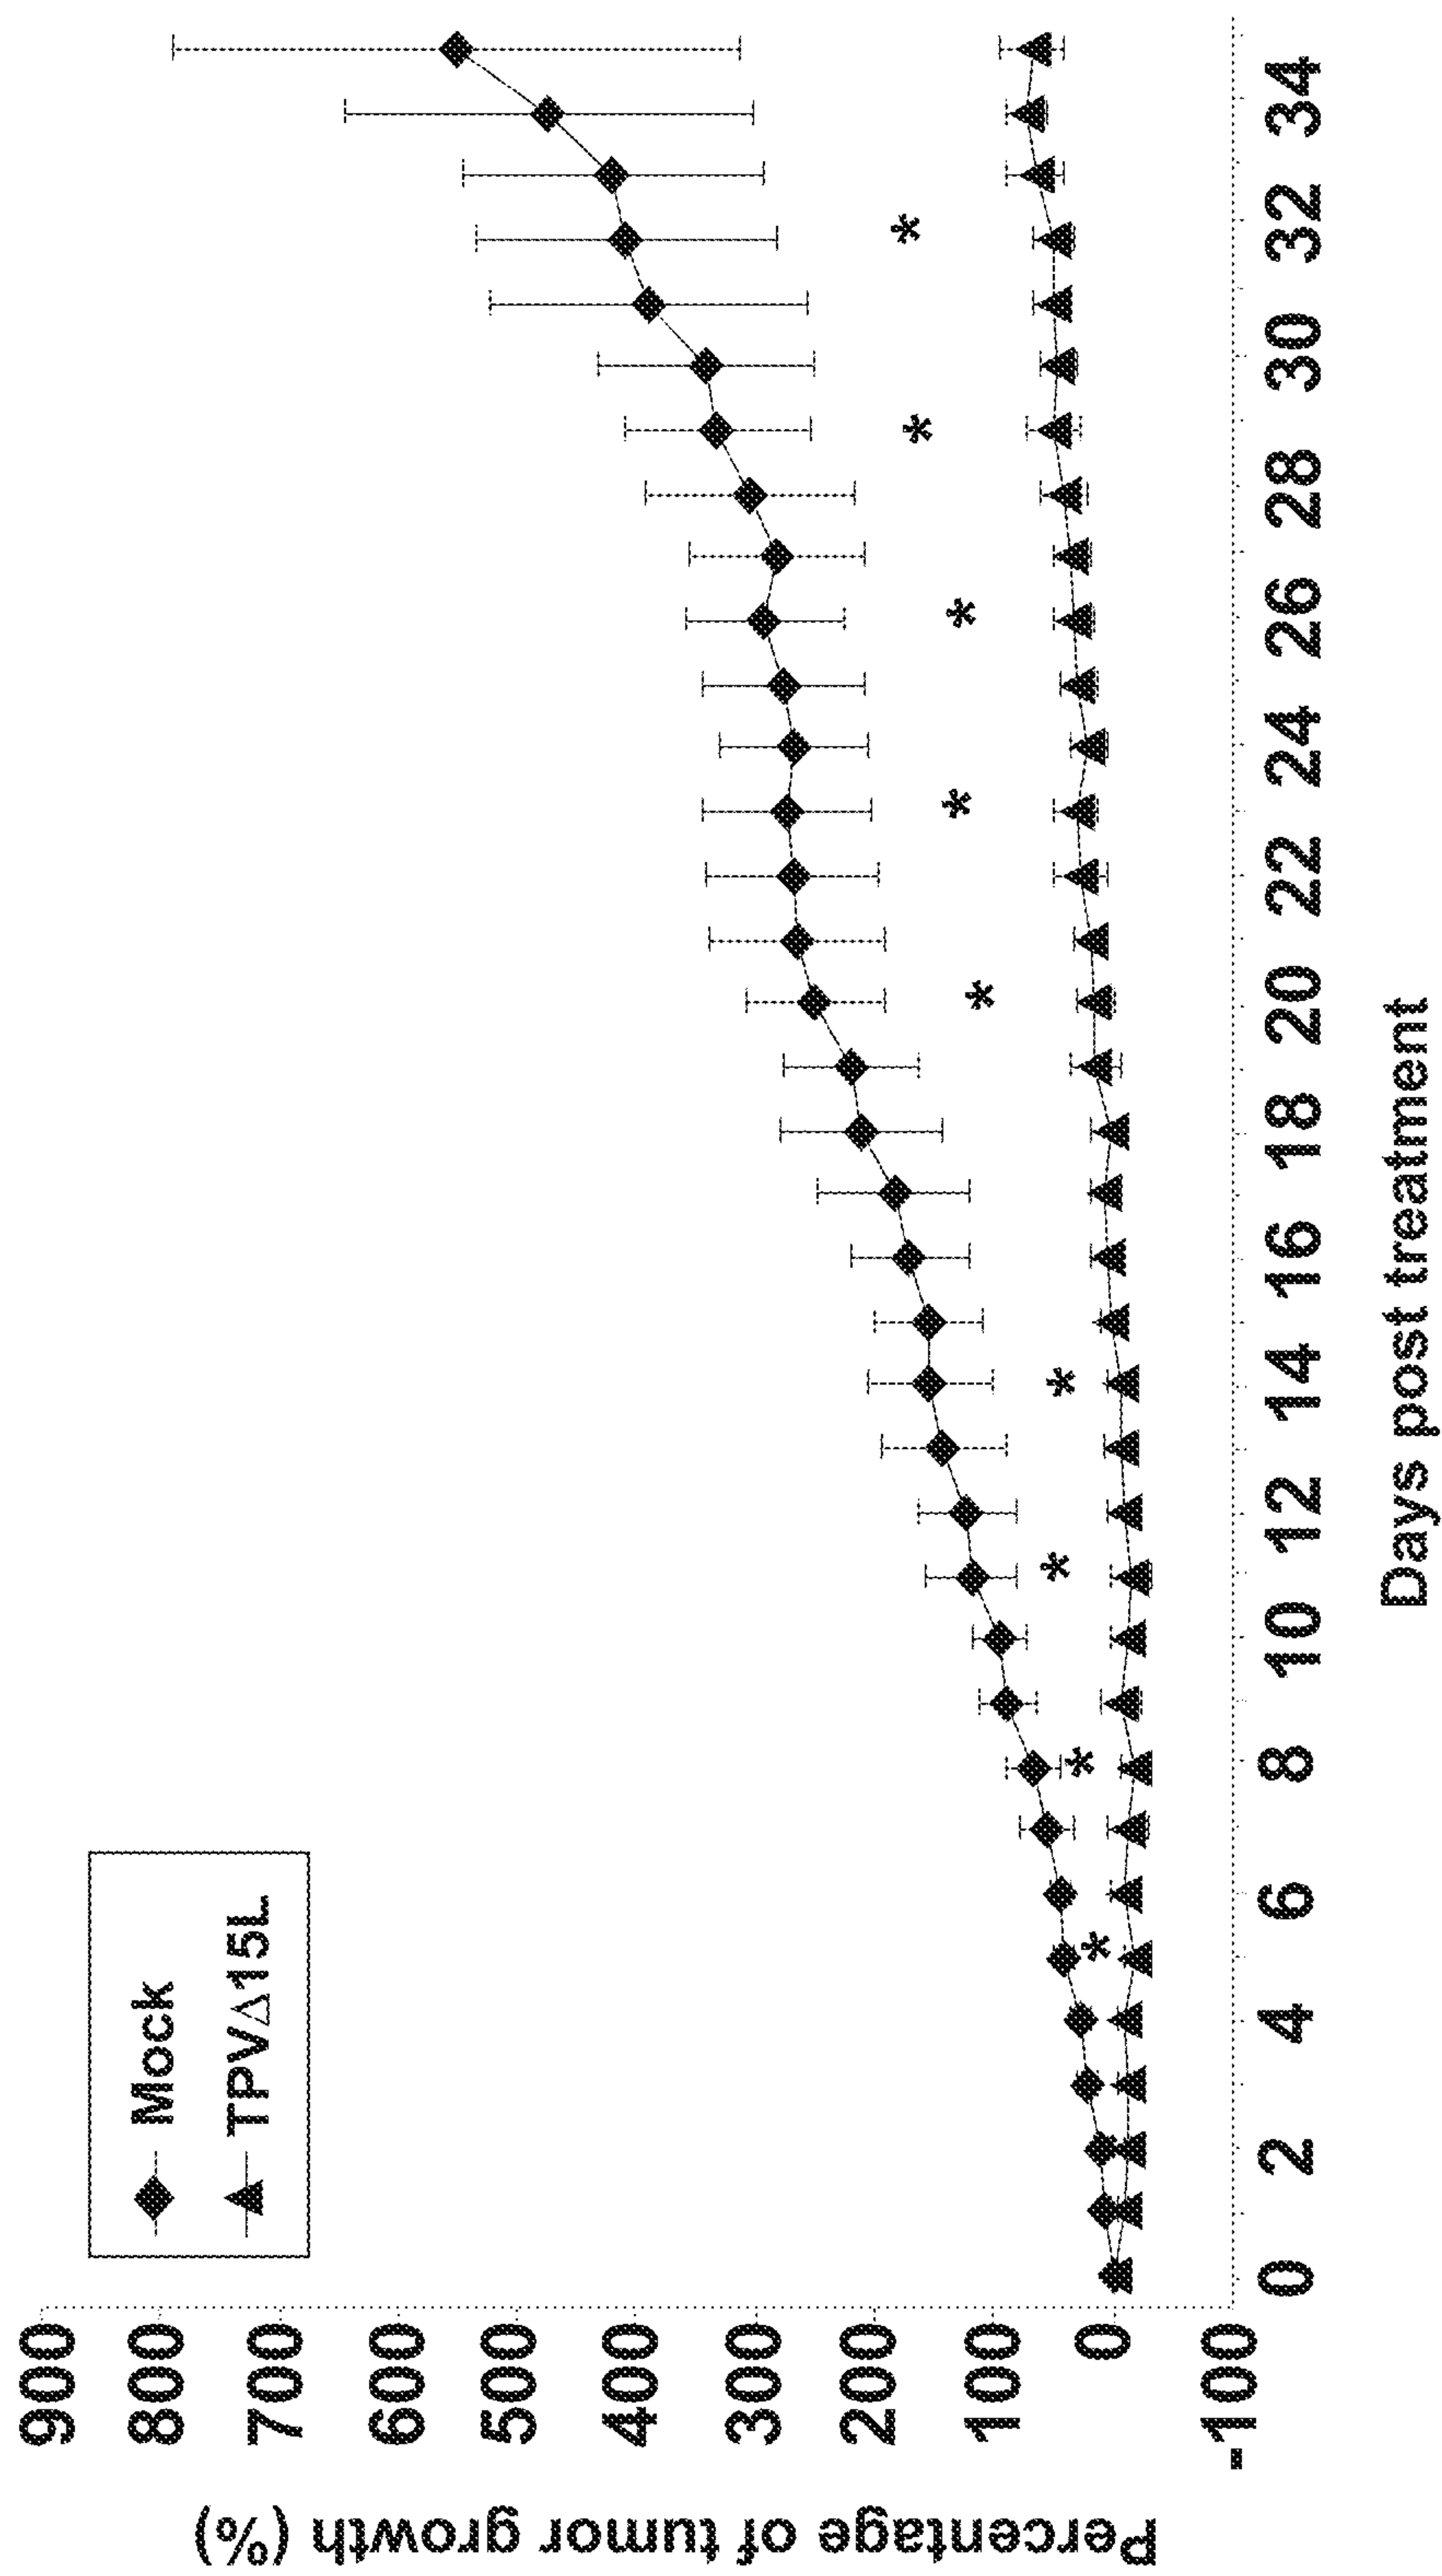 Percentage of tumor growth (%)
900
800
700
600
500
400
300
200
100
0
-100
Mock
TPVΔ15L
* * * * * * * * *
0 2 4 6 8 10 12 14 16 18 20 22 24 26 28 30 32 34
Days post treatment